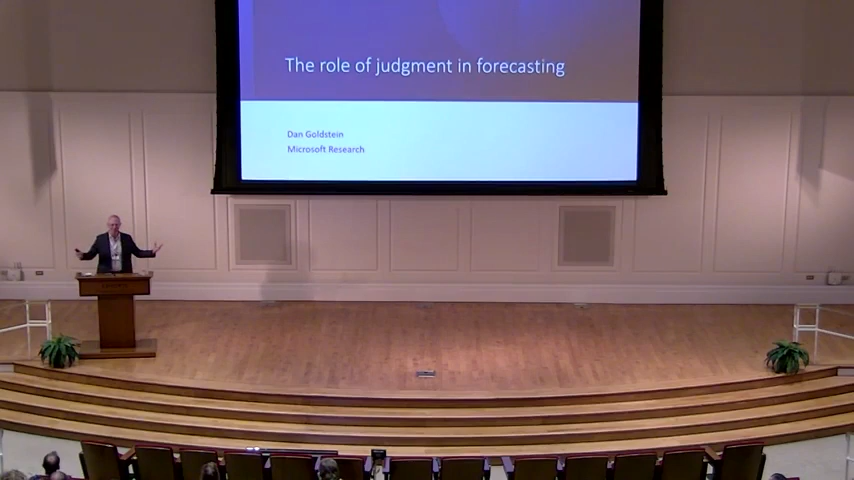 The role of judgment in forecasting
Dan Goldstein
Microsoft Research